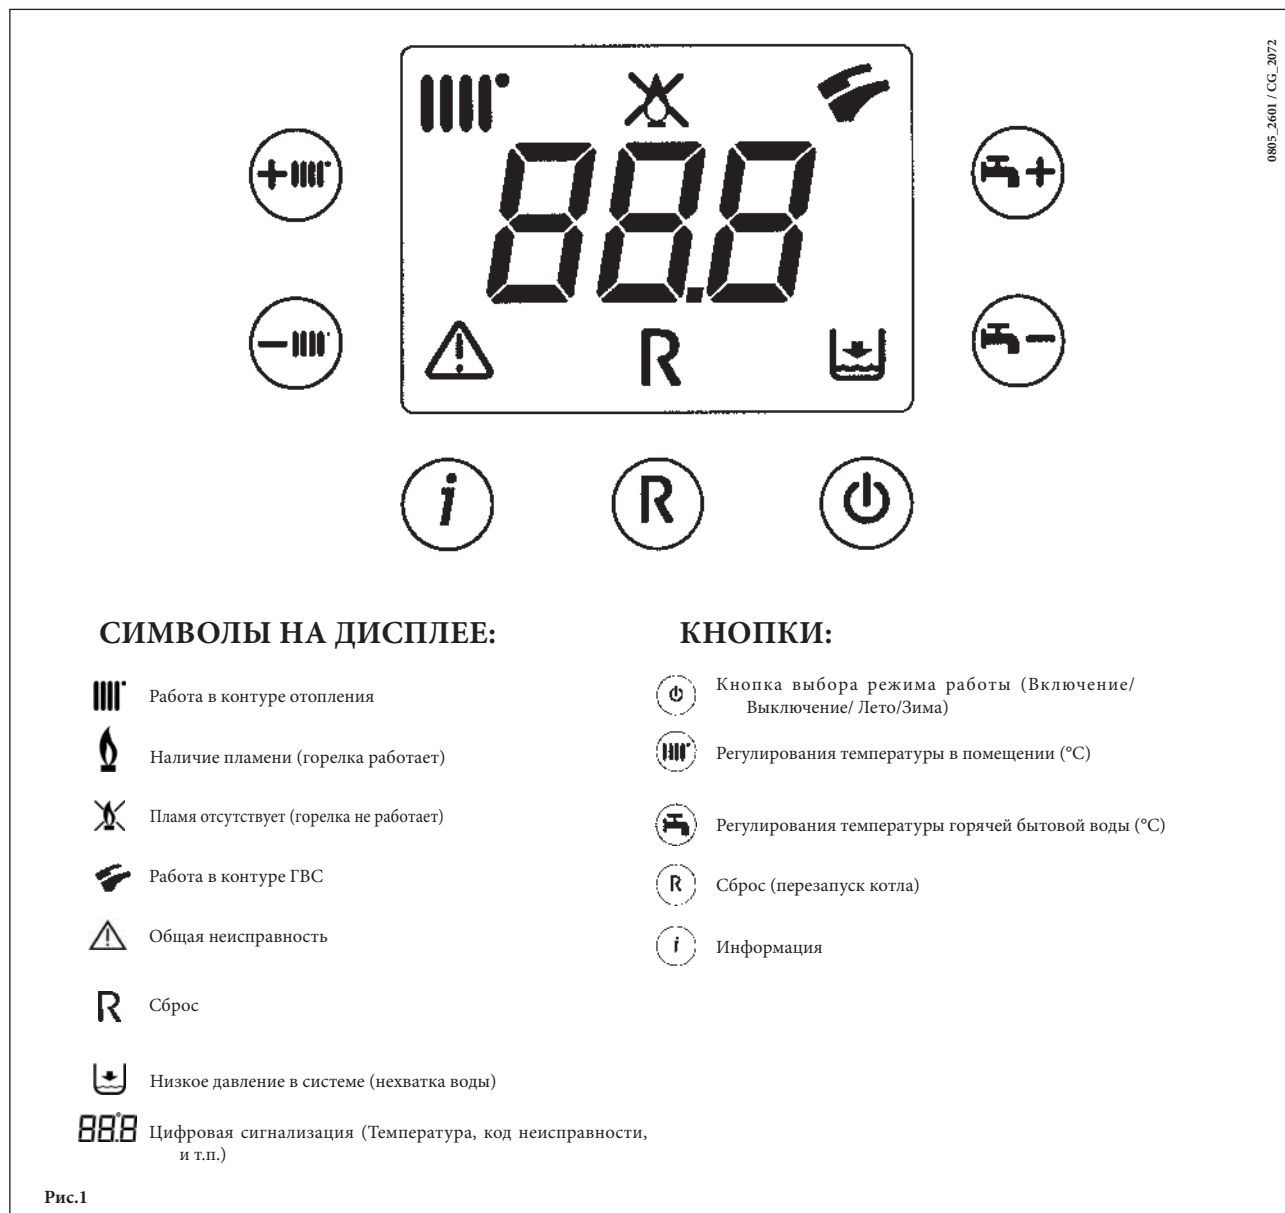 0805_2601 / CG_2072
88.8
R
i
R
СИМВОЛЫ НА ДИСПЛЕЕ:
Работа в контуре отопления
Наличие пламени (горелка работает)
Пламя отсутствует (горелка не работает)
Работа в контуре ГВС
Общая неисправность
R
Сброс
Низкое давление в системе (нехватка воды)
88.8
Цифровая сигнализация (Температура, код неисправности,
и т.п.)
КНОПКИ:
Кнопка выбора режима работы (Включение/
Выключение/ Лето/Зима)
Регулирования температуры в помещении (°C)
Регулирования температуры горячей бытовой воды (°C)
R
Сброс (перезапуск котла)
i
Информация
Рис.1